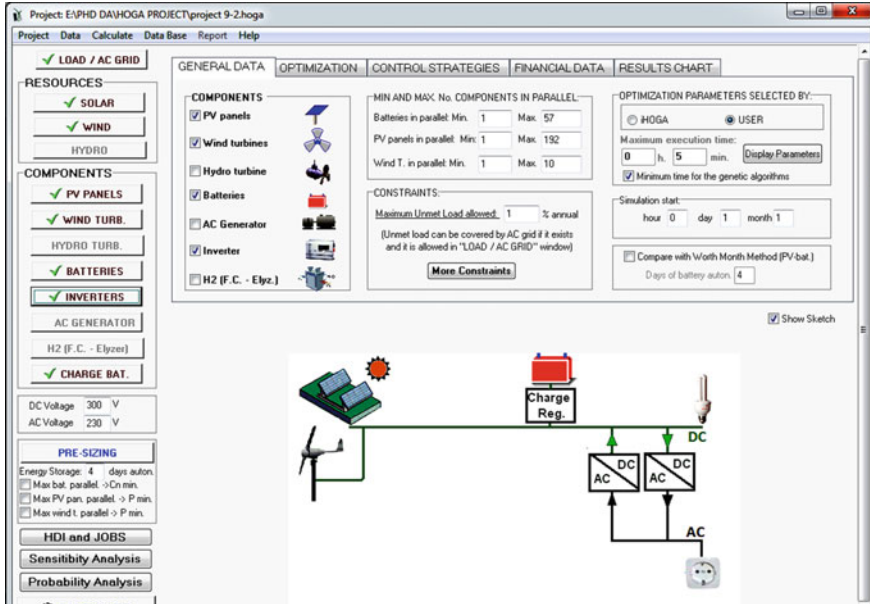 Project: E:\PHD DA\HOGA PROJECT\project 9-2.hoga
Project Data Calculate Data Base Report Help
LOAD / AC GRID
RESOURCES
SOLAR
WIND
HYDRO
COMPONENTS
PV PANELS
WIND TURB.
HYDRO TURB.
BATTERIES
INVERTERS
AC GENERATOR
H2 (F.C. - Elyzer)
CHARGE BAT.
DC Voltage 300 V
AC Voltage 230 V
PRE-SIZING
Energy Storage: 4 days auton.
Max bat. parallel. ->Cn min.
Max PV pan. parallel. -> P min.
Max wind t. parallel -> P min.
HDI and JOBS
Sensitibity Analysis
Probability Analysis
GENERAL DATA OPTIMIZATION CONTROL STRATEGIES FINANCIAL DATA RESULTS CHART
COMPONENTS
PV panels
Wind turbines
Hydro turbine
Batteries
AC Generator
Inverter
H2 (F.C. - Elyz.)
MIN AND MAX. No. COMPONENTS IN PARALLEL:
Batteries in parallel: Min. 1 Max. 57
PV panels in parallel: Min. 1 Max. 192
Wind T. in parallel: Min. 1 Max. 10
CONSTRAINTS:
Maximum Unmet Load allowed: 1 % annual
(Unmet load can be covered by AC grid if it exists
and it is allowed in "LOAD / AC GRID" window)
More Constraints
OPTIMIZATION PARAMETERS SELECTED BY:
iHOGA USER
Maximum execution time:
0 h. 5 min. Display Parameters
Minimum time for the genetic algorithms
Simulation start:
hour 0 day 1 month 1
Compare with Worth Month Method (PV-bat.)
Days of battery auton. 4
Show Sketch
Charge
Reg.
DC
DC
AC
DC
AC
AC